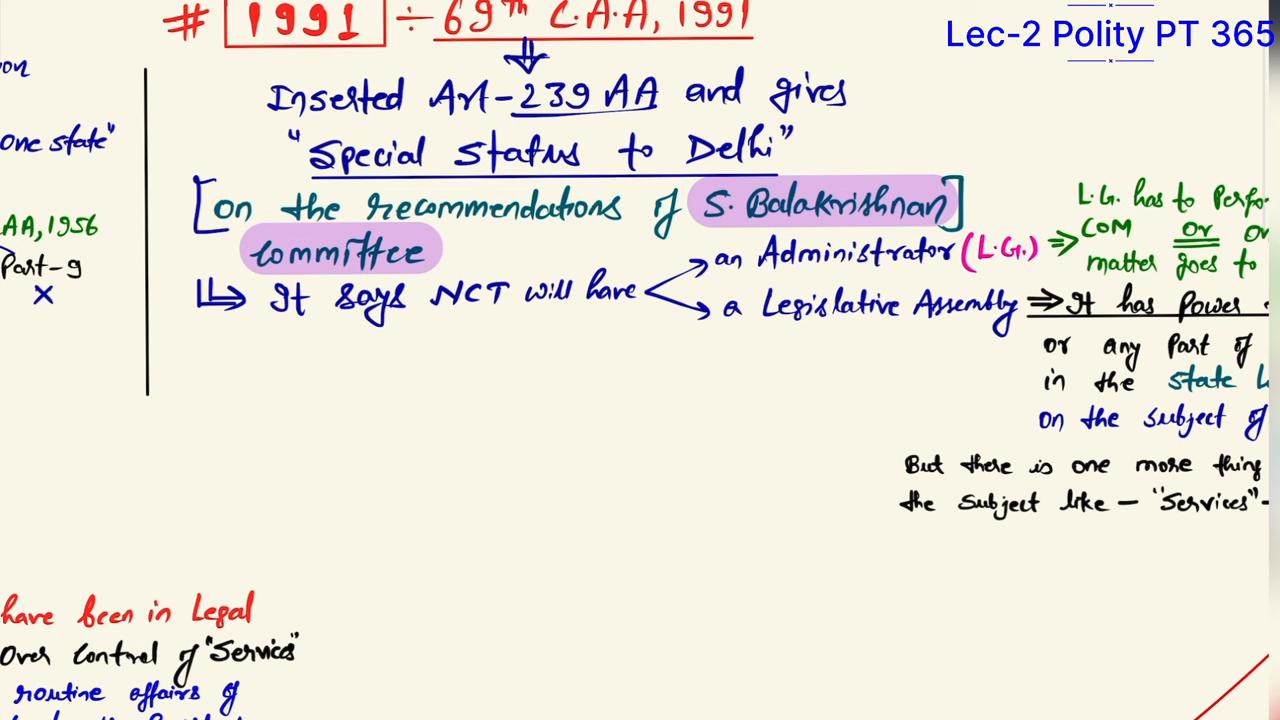 # 1991 ÷ 69th C.A.A, 1991
Lec-2 Polity PT 365
Inserted Art-239 AA and gives
"Special status to Delhi"
[on the recommendations of S. Balakrishnan]
committee
↳ It says NCT will have
an Administrator (L.G.)
a Legislative Assembly
⇒ L.G. has to Perfo
COM or on
matter goes to
⇒ It has Power
or any Part of
in the state L
on the subject of
But there is one more thing
the subject like — "Services"-
on
one state"
AA, 1956
Part-9
X
have been in Legal
Over control of "Services"
routine affairs of